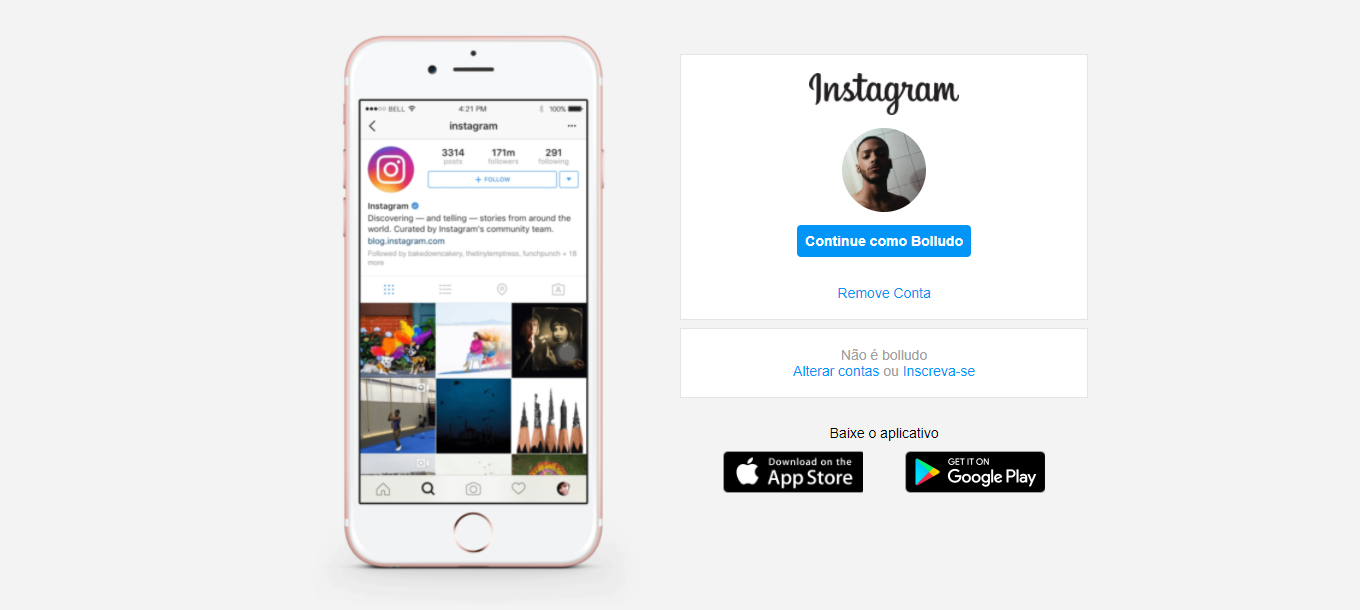 BELL
4:21 PM
100%
instagram
3314
posts
171m
followers
291
following
+ FOLLOW
Instagram
Discovering — and telling — stories from around the
world. Curated by Instagram's community team.
blog.instagram.com
Followed by bakedowncakery, thetinytemptress, funchpunch + 18
more
Instagram
Continue como Bolludo
Remove Conta
Não é bolludo
Alterar contas ou Inscreva-se
Baixe o aplicativo
Download on the
App Store
GET IT ON
Google Play